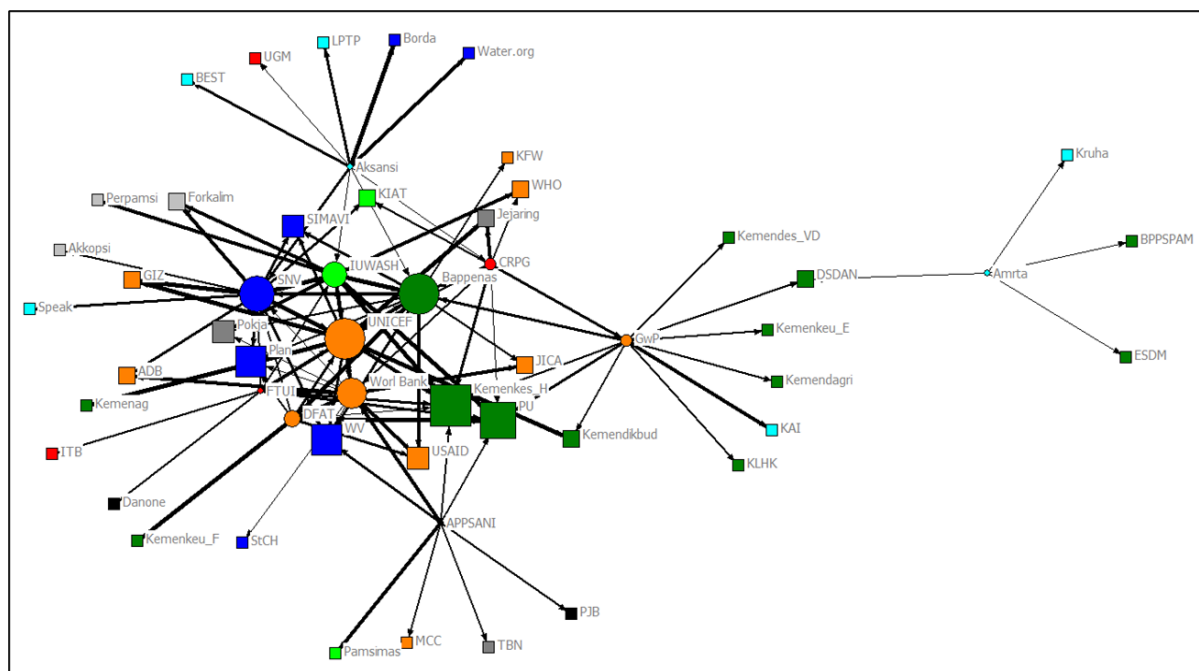 LPTP
Borda
Water.org
UGM
BEST
Aksansi
KFW
Kruha
WHO
KIAT
Perpamsi
Forkalim
SIMAVI
Jejaring
Kemendes_VD
BPPSPAM
Akkopsi
IUWASH
CRPG
GIZ
SNV
Bappenas
DSDAN
Amrta
Speak
Pokja
UNICEF
Kemenkeu_E
GwP
Plan
ESDM
ADB
Worl Bank
JICA
Kemendagri
Kemenag
FTUI
Kemenkes_H
PU
DFAT
WV
KAI
Kemendikbud
ITB
USAID
KLHK
Danone
APPSANI
Kemenkeu_F
StCH
PJB
Pamsimas
MCC
TBN